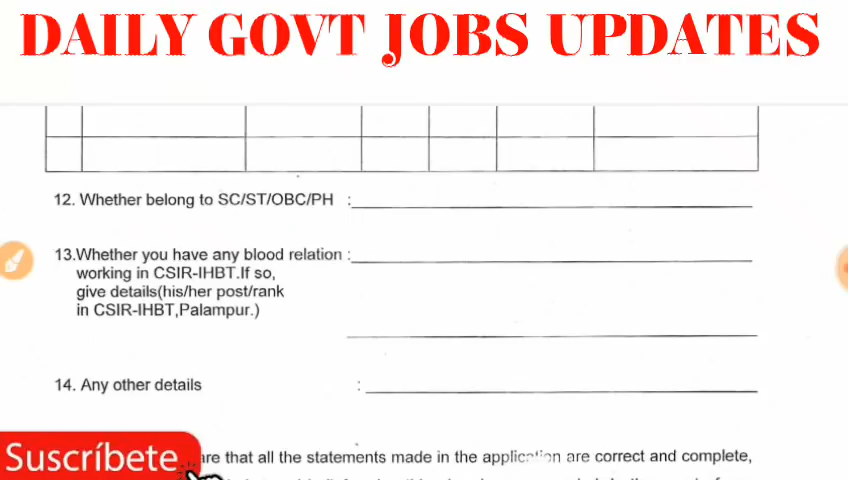 DAILY GOVT JOBS UPDATES
12. Whether belong to SC/ST/OBC/PH :
13.Whether you have any blood relation :
working in CSIR-IHBT.If so,
give details(his/her post/rank
in CSIR-IHBT,Palampur.)
14. Any other details :
Suscríbete
that all the statements made in the application are correct and complete,